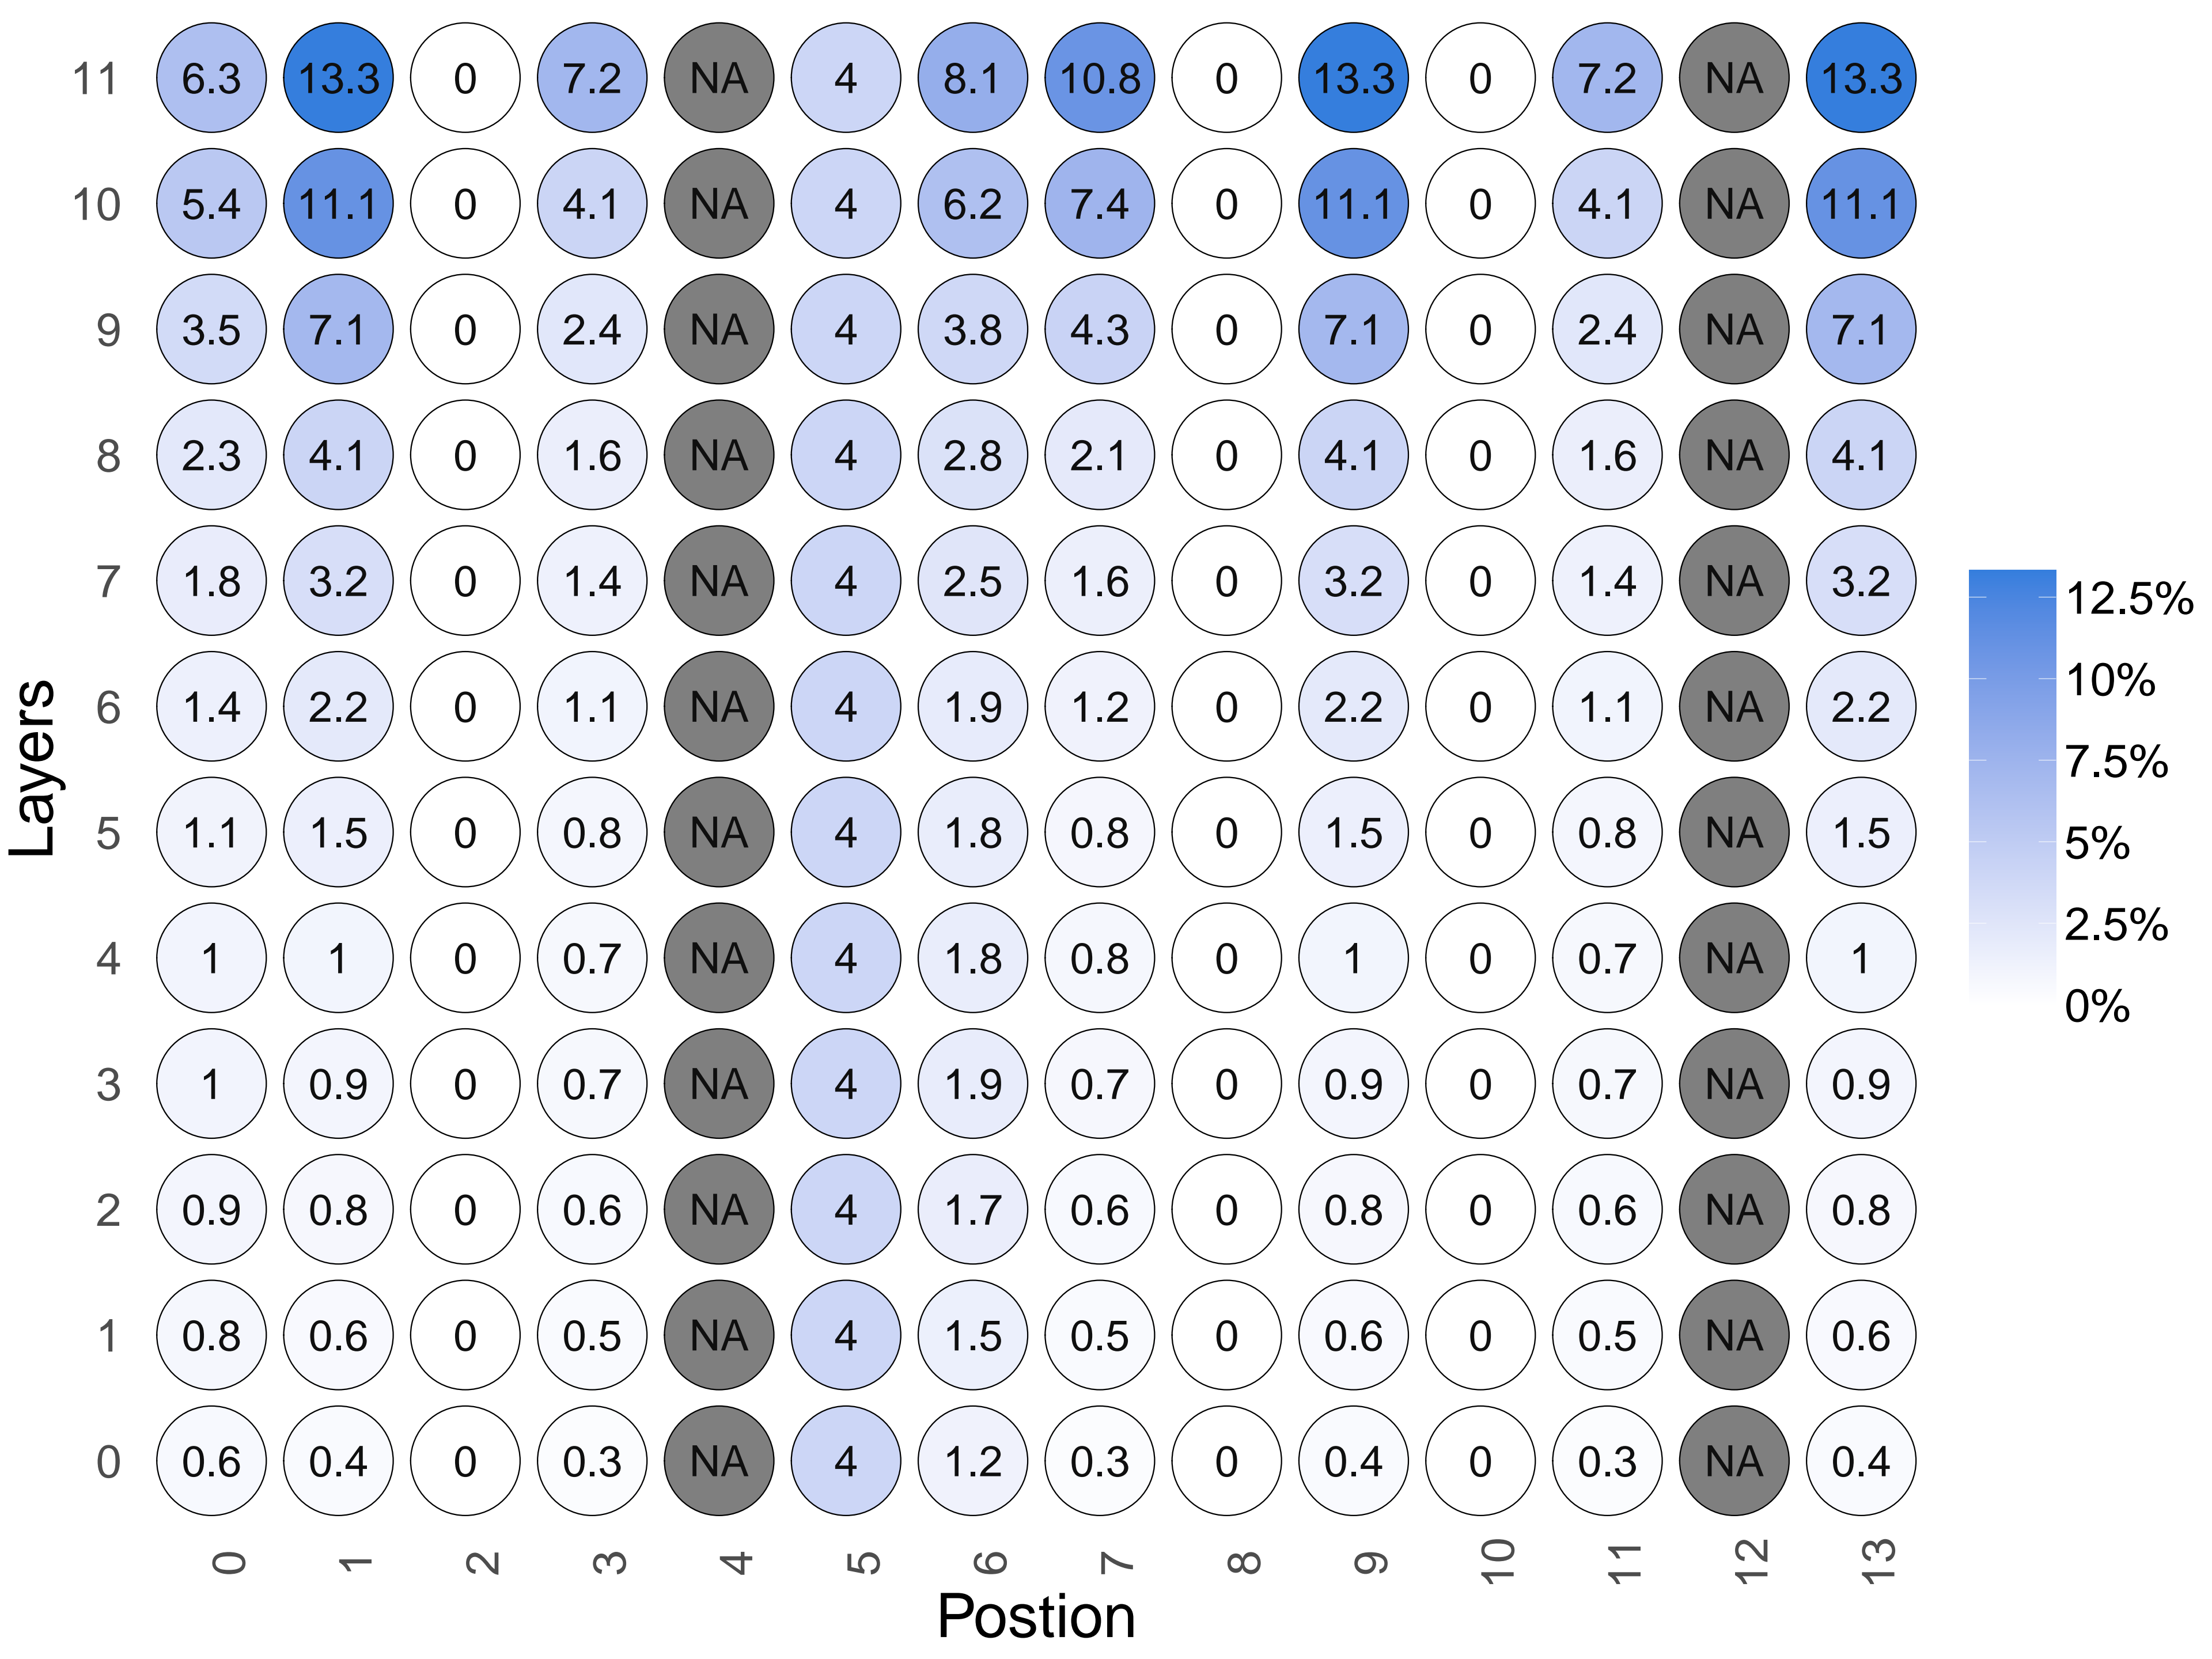 11 6.3 13.3 0 7.2 NA 4 8.1 10.8 0 13.3 0 7.2 NA 13.3
10 5.4 11.1 0 4.1 NA 4 6.2 7.4 0 11.1 0 4.1 NA 11.1
9 3.5 7.1 0 2.4 NA 4 3.8 4.3 0 7.1 0 2.4 NA 7.1
8 2.3 4.1 0 1.6 NA 4 2.8 2.1 0 4.1 0 1.6 NA 4.1
7 1.8 3.2 0 1.4 NA 4 2.5 1.6 0 3.2 0 1.4 NA 3.2
6 1.4 2.2 0 1.1 NA 4 1.9 1.2 0 2.2 0 1.1 NA 2.2
5 1.1 1.5 0 0.8 NA 4 1.8 0.8 0 1.5 0 0.8 NA 1.5
4 1 1 0 0.7 NA 4 1.8 0.8 0 1 0 0.7 NA 1
3 1 0.9 0 0.7 NA 4 1.9 0.7 0 0.9 0 0.7 NA 0.9
2 0.9 0.8 0 0.6 NA 4 1.7 0.6 0 0.8 0 0.6 NA 0.8
1 0.8 0.6 0 0.5 NA 4 1.5 0.5 0 0.6 0 0.5 NA 0.6
0 0.6 0.4 0 0.3 NA 4 1.2 0.3 0 0.4 0 0.3 NA 0.4
0 1 2 3 4 5 6 7 8 9 10 11 12 13
Postion
Layers
12.5%
10%
7.5%
5%
2.5%
0%